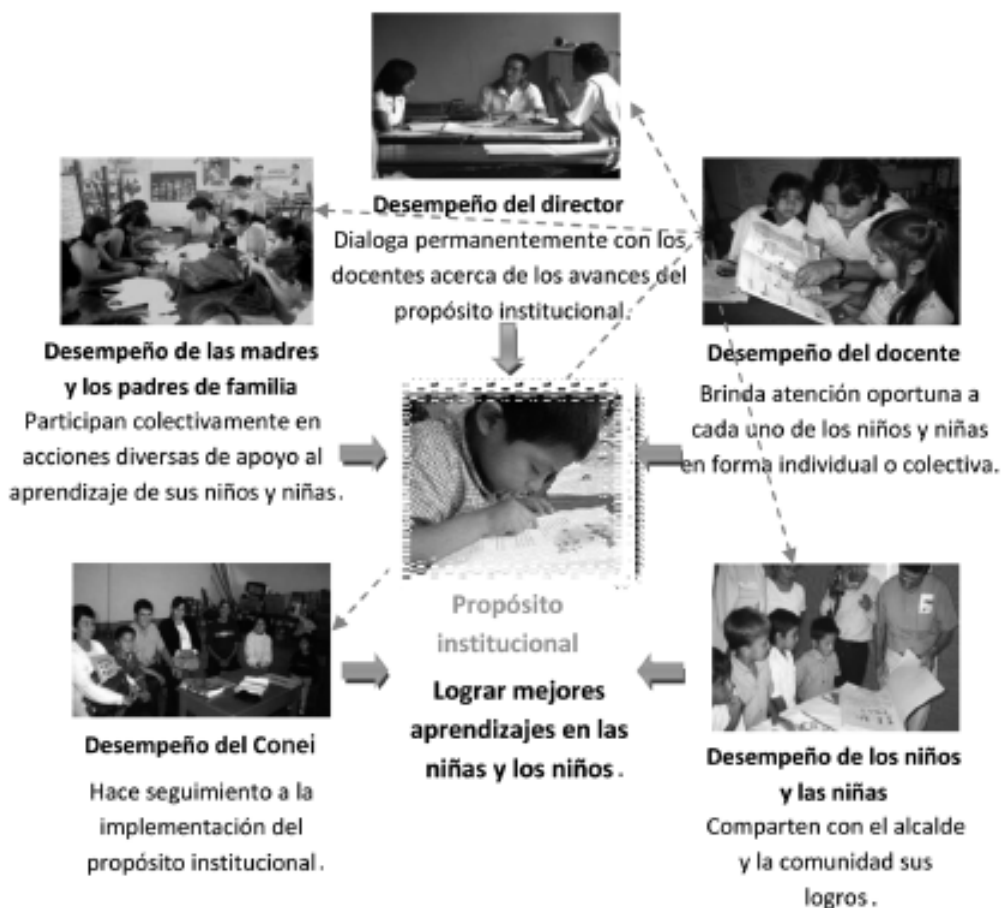 Desempeño del director
Dialoga permanentemente con los
docentes acerca de los avances del
propósito institucional.
Desempeño de las madres
y los padres de familia
Participan colectivamente en
acciones diversas de apoyo al
aprendizaje de sus niños y niñas.
Desempeño del docente
Brinda atención oportuna a
cada uno de los niños y niñas
en forma individual o colectiva.
Propósito
institucional
Lograr mejores
aprendizajes en las
niñas y los niños.
Desempeño del Conei
Hace seguimiento a la
implementación del
propósito institucional.
Desempeño de los niños
y las niñas
Comparten con el alcalde
y la comunidad sus
logros.